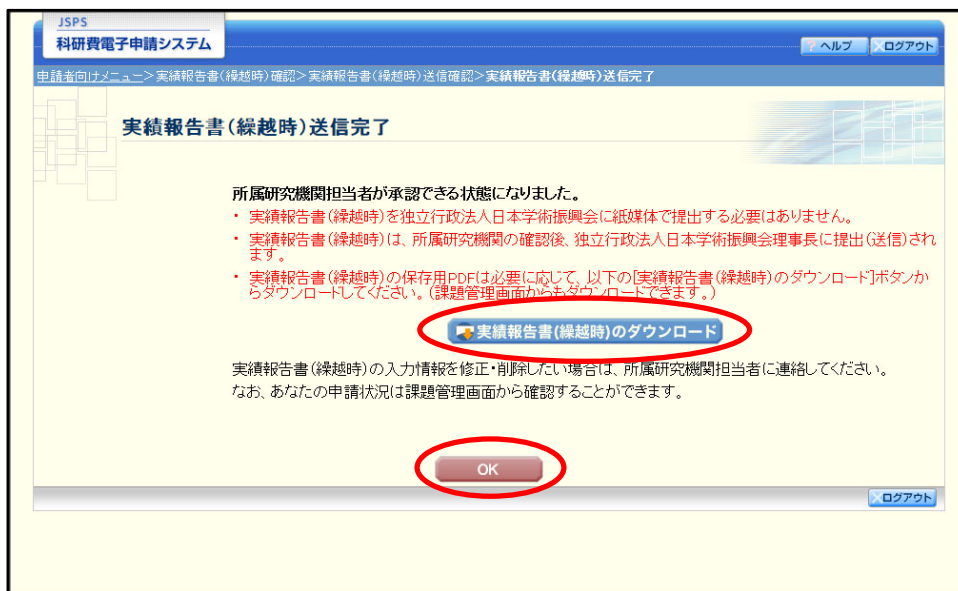 JSPS
科研費電子申請システム
? ヘルプ
ログアウト
申請者向けメニュー>実績報告書(繰越時)確認>実績報告書(繰越時)送信確認>実績報告書(繰越時)送信完了
実績報告書(繰越時)送信完了
所属研究機関担当者が承認できる状態になりました。
・ 実績報告書(繰越時)を独立行政法人日本学術振興会に紙媒体で提出する必要はありません。
・ 実績報告書(繰越時)は、所属研究機関の確認後、独立行政法人日本学術振興会理事長に提出(送信)され
ます。
・ 実績報告書(繰越時)の保存用PDFは必要に応じて、以下の[実績報告書(繰越時)のダウンロード]ボタンか
らダウンロードしてください。(課題管理画面からもダウンロードできます。)
実績報告書(繰越時)のダウンロード
実績報告書(繰越時)の入力情報を修正・削除したい場合は、所属研究機関担当者に連絡してください。
なお、あなたの申請状況は課題管理画面から確認することができます。
OK
ログアウト